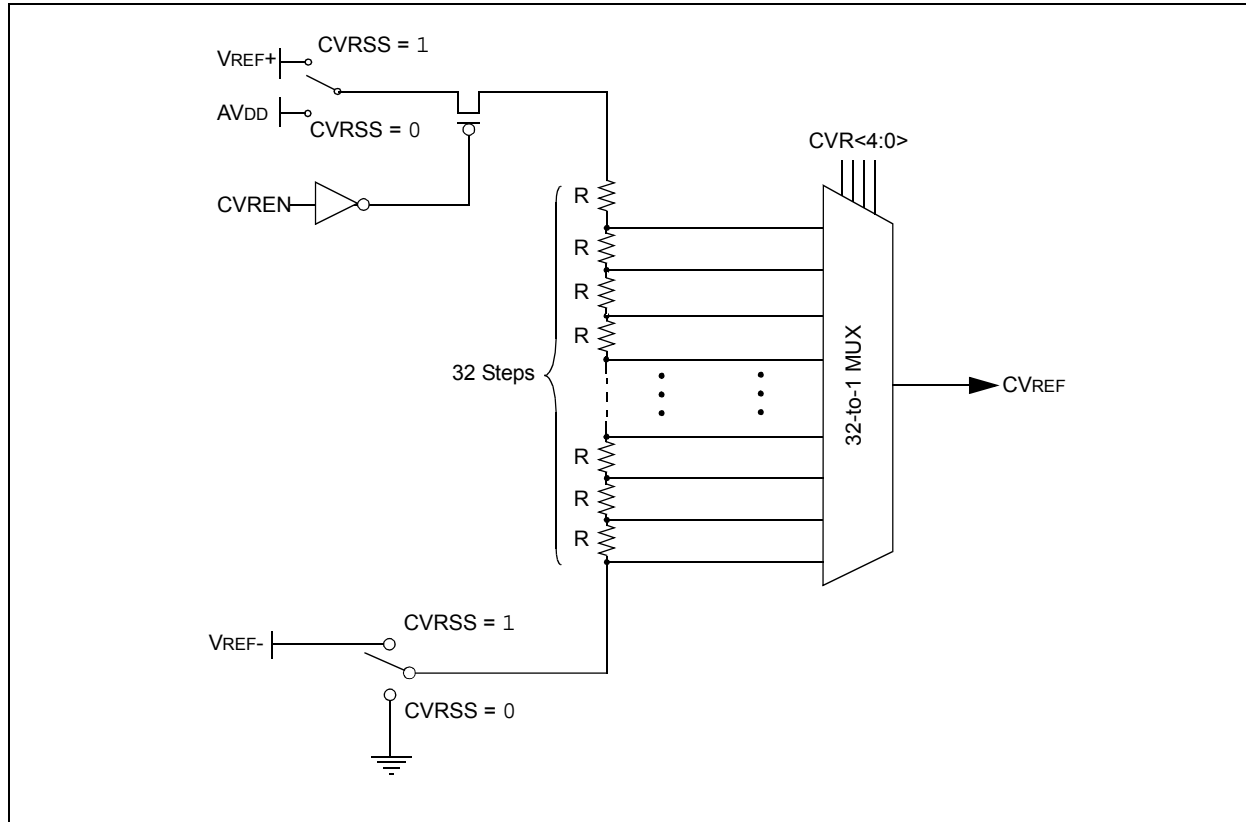 CVRSS = 1
VREF+
AVDD
CVRSS = 0
CVREN
CVR<4:0>
R
R
R
R
32 Steps
32-to-1 MUX
CVREF
R
R
R
CVRSS = 1
VREF-
CVRSS = 0